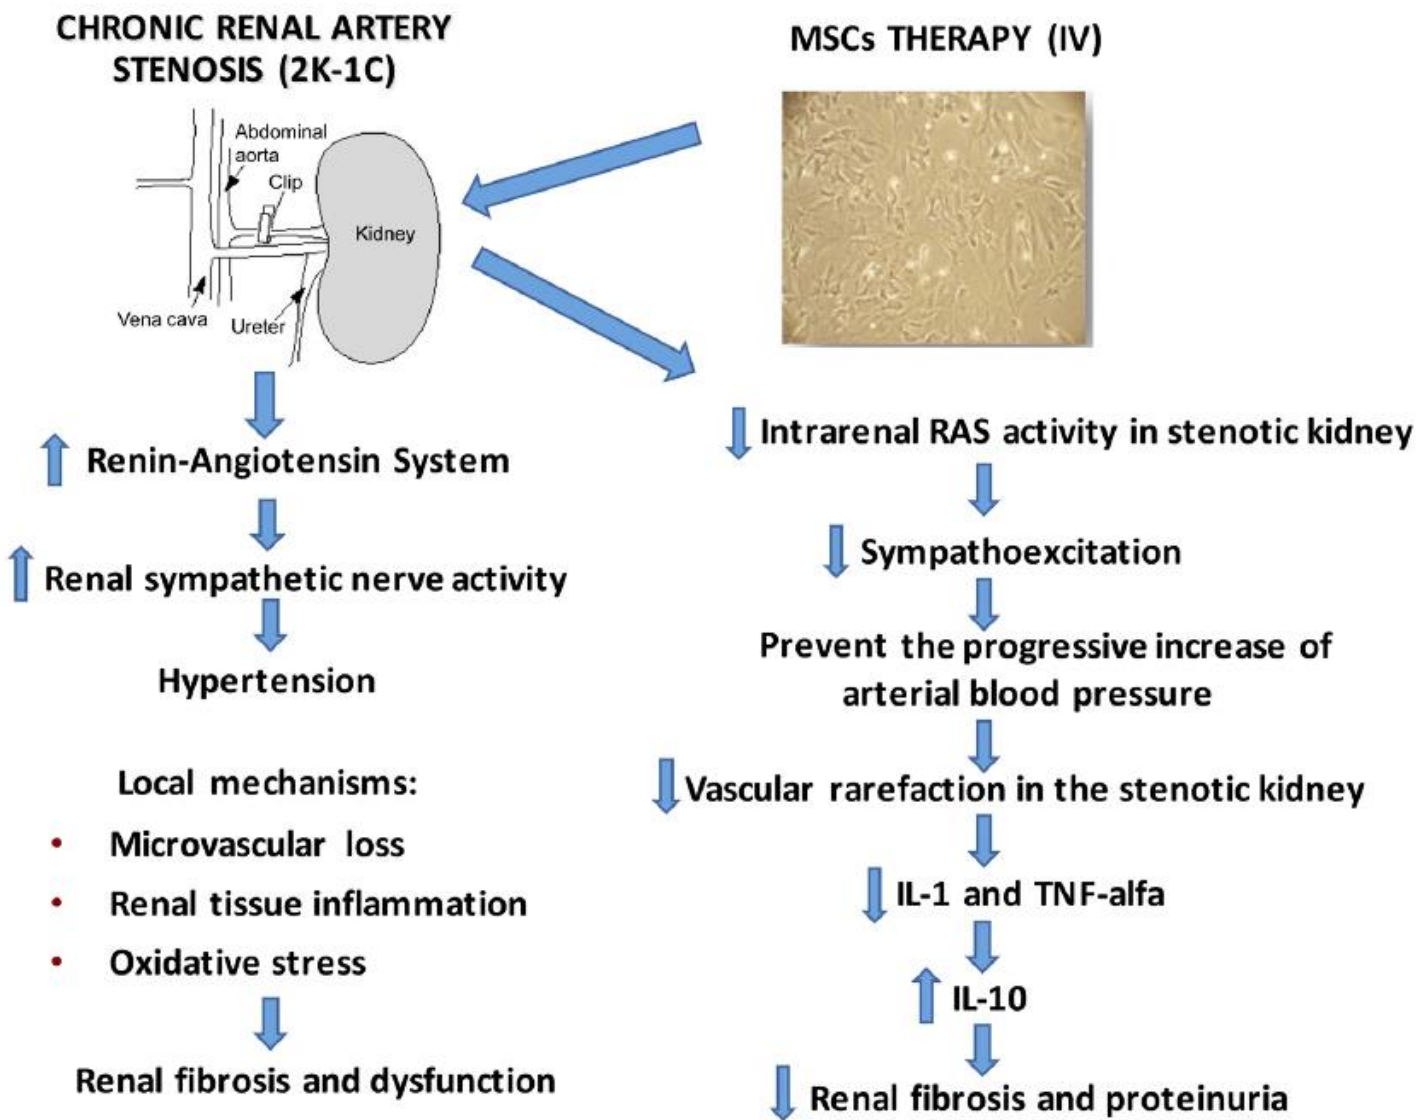 CHRONIC RENAL ARTERY
STENOSIS (2K-1C)
Abdominal
aorta
Clip
Kidney
Vena cava
Ureter
Renin-Angiotensin System
Renal sympathetic nerve activity
Hypertension
Local mechanisms:
• Microvascular loss
• Renal tissue inflammation
• Oxidative stress
Renal fibrosis and dysfunction
MSCs THERAPY (IV)
Intrarenal RAS activity in stenotic kidney
Sympathoexcitation
Prevent the progressive increase of
arterial blood pressure
Vascular rarefaction in the stenotic kidney
IL-1 and TNF-alfa
IL-10
Renal fibrosis and proteinuria